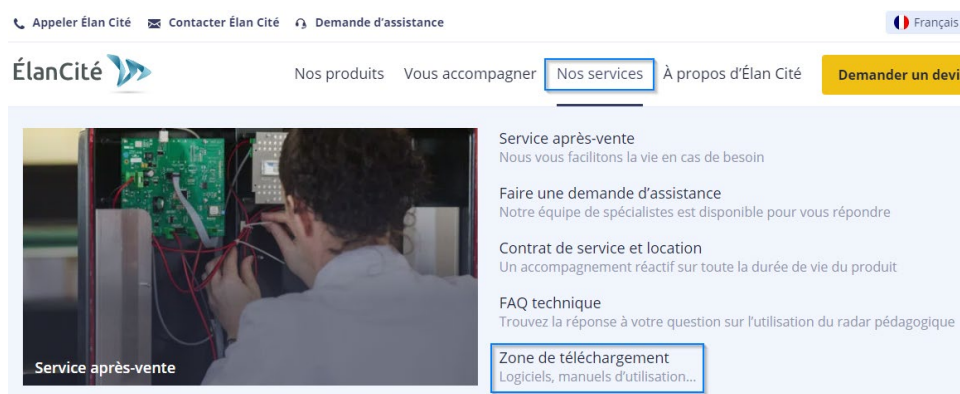 Appeler Élan Cité Contacter Élan Cité Demande d'assistance Français
ÉlanCité Nos produits Vous accompagner Nos services À propos d'Élan Cité Demander un devi
Service après-vente
Nous vous facilitons la vie en cas de besoin
Faire une demande d'assistance
Notre équipe de spécialistes est disponible pour vous répondre
Contrat de service et location
Un accompagnement réactif sur toute la durée de vie du produit
FAQ technique
Trouvez la réponse à votre question sur l'utilisation du radar pédagogique
Zone de téléchargement
Logiciels, manuels d'utilisation...
Service après-vente